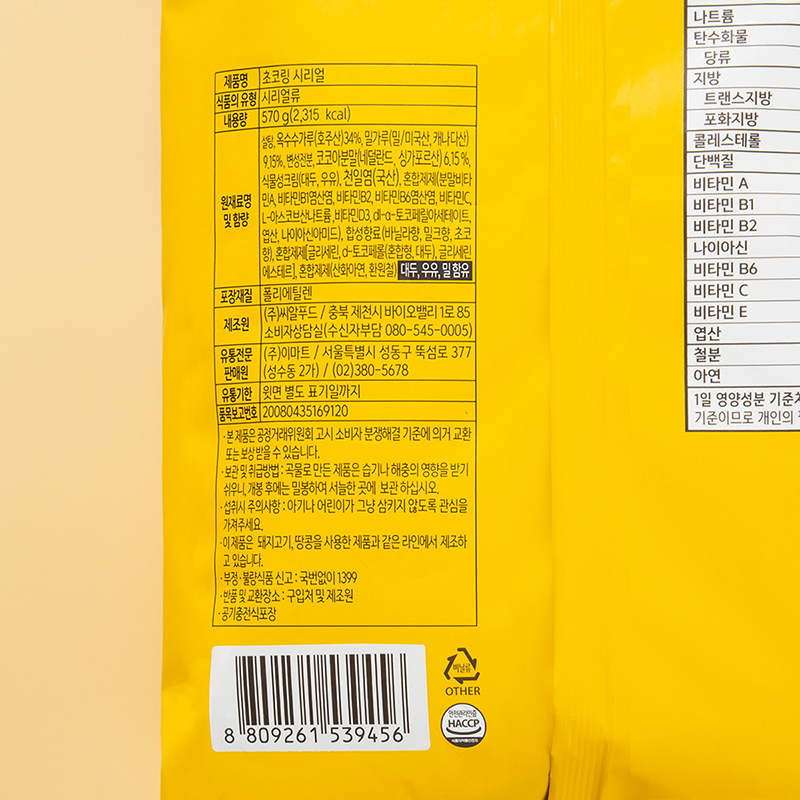 제품명 초코링 시리얼
식품의 유형 시리얼류
내용량 570 g(2,315 kcal)
원재료명 및 함량
설탕, 옥수수가루(호주산)34%, 밀가루(밀/미국산, 캐나다산)
9.15%, 변성전분, 코코아분말(네덜란드, 싱가포르산) 6.15 %,
식물성크림(대두, 우유), 천일염(국산), 혼합제제(분말비타
민A, 비타민B1염산염, 비타민B2, 비타민B6염산염, 비타민C,
L-아스코브산나트륨, 비타민D3, dl-α-토코페릴아세테이트,
엽산, 나이아신아미드), 합성향료(바닐라향, 밀크향, 초코
향), 혼합제제[글리세린, d-토코페롤(혼합형, 대두), 글리세린
에스테르], 혼합제제(산화아연, 환원철) 대두, 우유, 밀 함유
포장재질 폴리에틸렌
제조원 (주)씨알푸드 / 충북 제천시 바이오밸리 1로 85
소비자상담실(수신자부담 080-545-0005)
유통전문판매원 (주)이마트 / 서울특별시 성동구 뚝섬로 377
(성수동 2가) / (02)380-5678
유통기한 윗면 별도 표기일까지
품목보고번호 20080435169120
·본 제품은 공정거래위원회 고시 소비자 분쟁해결 기준에 의거 교환
또는 보상 받을 수 있습니다.
·보관 및 취급방법 : 곡물로 만든 제품은 습기나 해충의 영향을 받기
쉬우니, 개봉 후에는 밀봉하여 서늘한 곳에 보관 하십시오.
·섭취시 주의사항 : 아기나 어린이가 그냥 삼키지 않도록 관심을
가져주세요.
·이 제품은 돼지고기, 땅콩을 사용한 제품과 같은 라인에서 제조하
고 있습니다.
·부정·불량식품 신고 : 국번없이 1399
·반품 및 교환장소 : 구입처 및 제조원
·공기충전식포장
8 809261 539456
비닐류
OTHER
안전관리인증
HACCP
나트륨
탄수화물
당류
지방
트랜스지방
포화지방
콜레스테롤
단백질
비타민 A
비타민 B1
비타민 B2
나이아신
비타민 B6
비타민 C
비타민 E
엽산
철분
아연
1일 영양성분 기준치
기준이므로 개인의